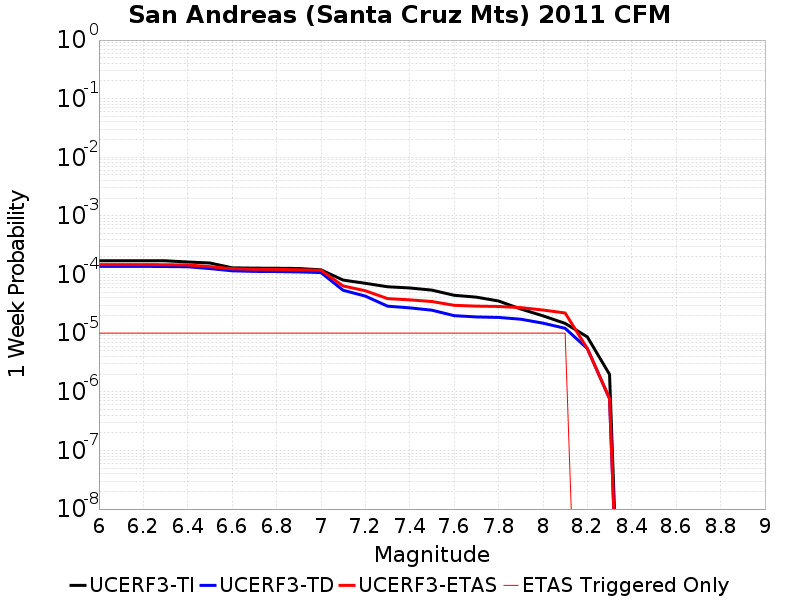 San Andreas (Santa Cruz Mts) 2011 CFM
1 Week Probability
10^0
10^-1
10^-2
10^-3
10^-4
10^-5
10^-6
10^-7
10^-8
6 6.2 6.4 6.6 6.8 7 7.2 7.4 7.6 7.8 8 8.2 8.4 8.6 8.8 9
Magnitude
UCERF3-TI UCERF3-TD UCERF3-ETAS ETAS Triggered Only